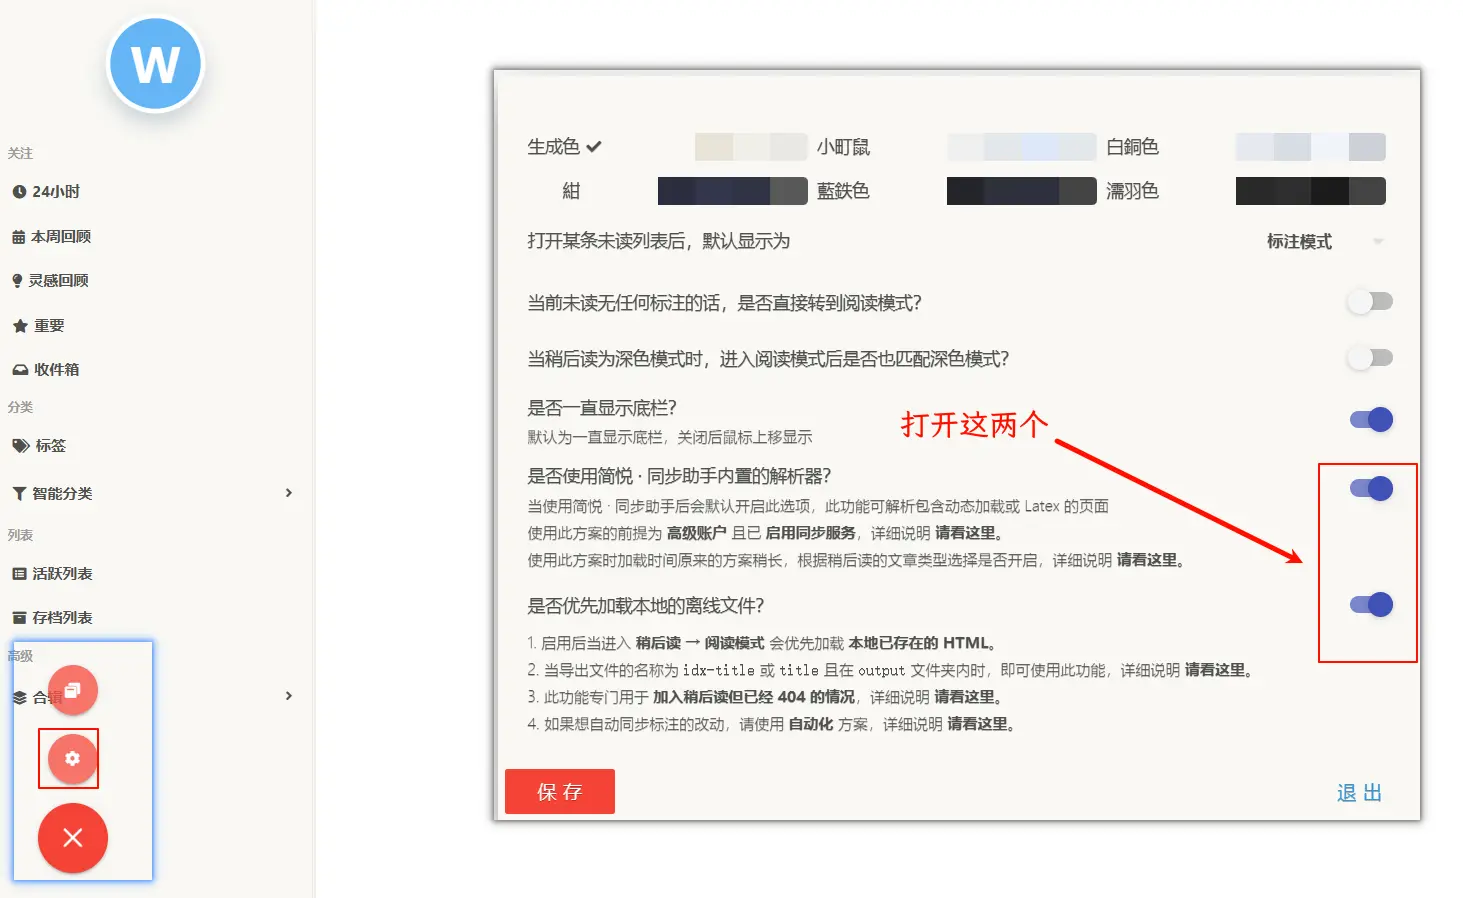 W
关注
24小时
本周回顾
灵感回顾
重要
收件箱
分类
标签
智能分类
列表
活跃列表
存档列表
高级
合辑
生成色 小町鼠 白銅色
紺 藍鉄色 濡羽色
打开某条未读列表后，默认显示为 标注模式
当前未读无任何标注的话，是否直接转到阅读模式?
当稍后读为深色模式时，进入阅读模式后是否也匹配深色模式?
是否一直显示底栏?
默认为一直显示底栏，关闭后鼠标上移显示
打开这两个
是否使用简悦 · 同步助手内置的解析器?
当使用简悦 · 同步助手后会默认开启此选项，此功能可解析包含动态加载或 Latex 的页面
使用此方案的前提为 高级账户 且已 启用同步服务，详细说明 请看这里。
使用此方案时加载时间原来的方案稍长，根据稍后读的文章类型选择是否开启，详细说明 请看这里。
是否优先加载本地的离线文件?
1. 启用后当进入 稍后读 → 阅读模式 会优先加载 本地已存在的 HTML。
2. 当导出文件的名称为 idx-title 或 title 且在 output 文件夹内时，即可使用此功能，详细说明 请看这里。
3. 此功能专门用于 加入稍后读但已经 404 的情况，详细说明 请看这里。
4. 如果想自动同步标注的改动，请使用 自动化 方案，详细说明 请看这里。
保 存
退 出